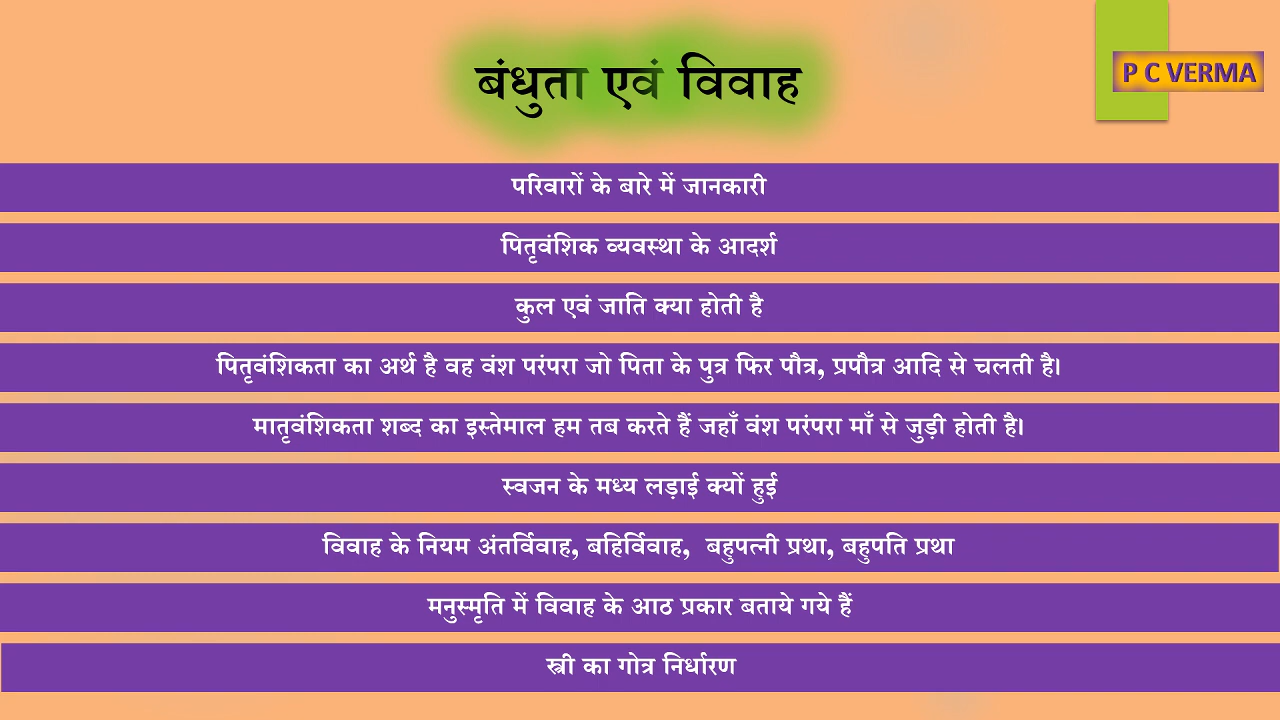 बंधुता एवं विवाह
P C VERMA
परिवारों के बारे में जानकारी
पितृवंशिक व्यवस्था के आदर्श
कुल एवं जाति क्या होती है
पितृवंशिकता का अर्थ है वह वंश परंपरा जो पिता के पुत्र फिर पौत्र, प्रपौत्र आदि से चलती है।
मातृवंशिकता शब्द का इस्तेमाल हम तब करते हैं जहाँ वंश परंपरा माँ से जुड़ी होती है।
स्वजन के मध्य लड़ाई क्यों हुई
विवाह के नियम अंतर्विवाह, बहिर्विवाह, बहुपत्नी प्रथा, बहुपति प्रथा
मनुस्मृति में विवाह के आठ प्रकार बताये गये हैं
स्त्री का गोत्र निर्धारण